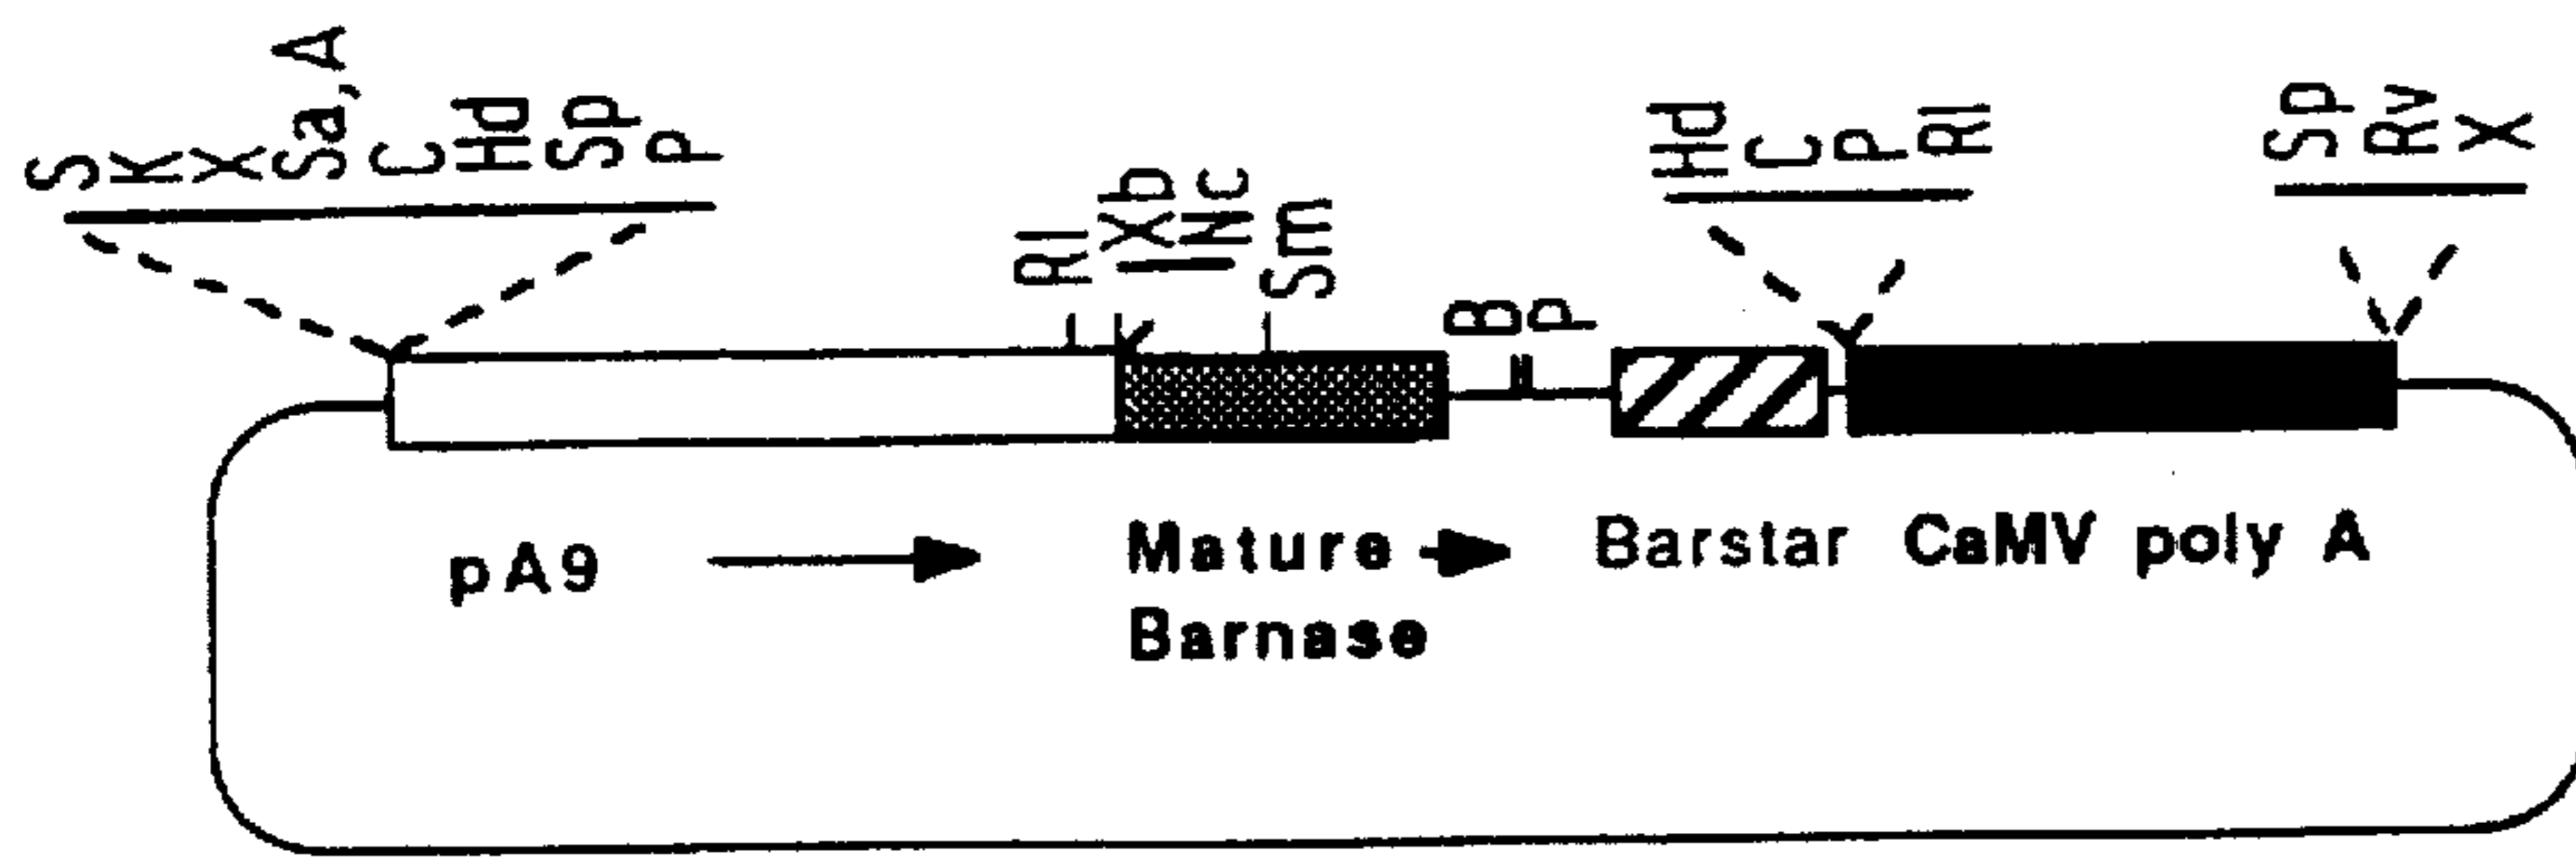 S K X Sa,A C Hd Sp P
RI
Xb Nc
Sm
B P
Hd C P RI
Sp Rv X
pA9
Mature
Barnase
Barstar
CaMV poly A